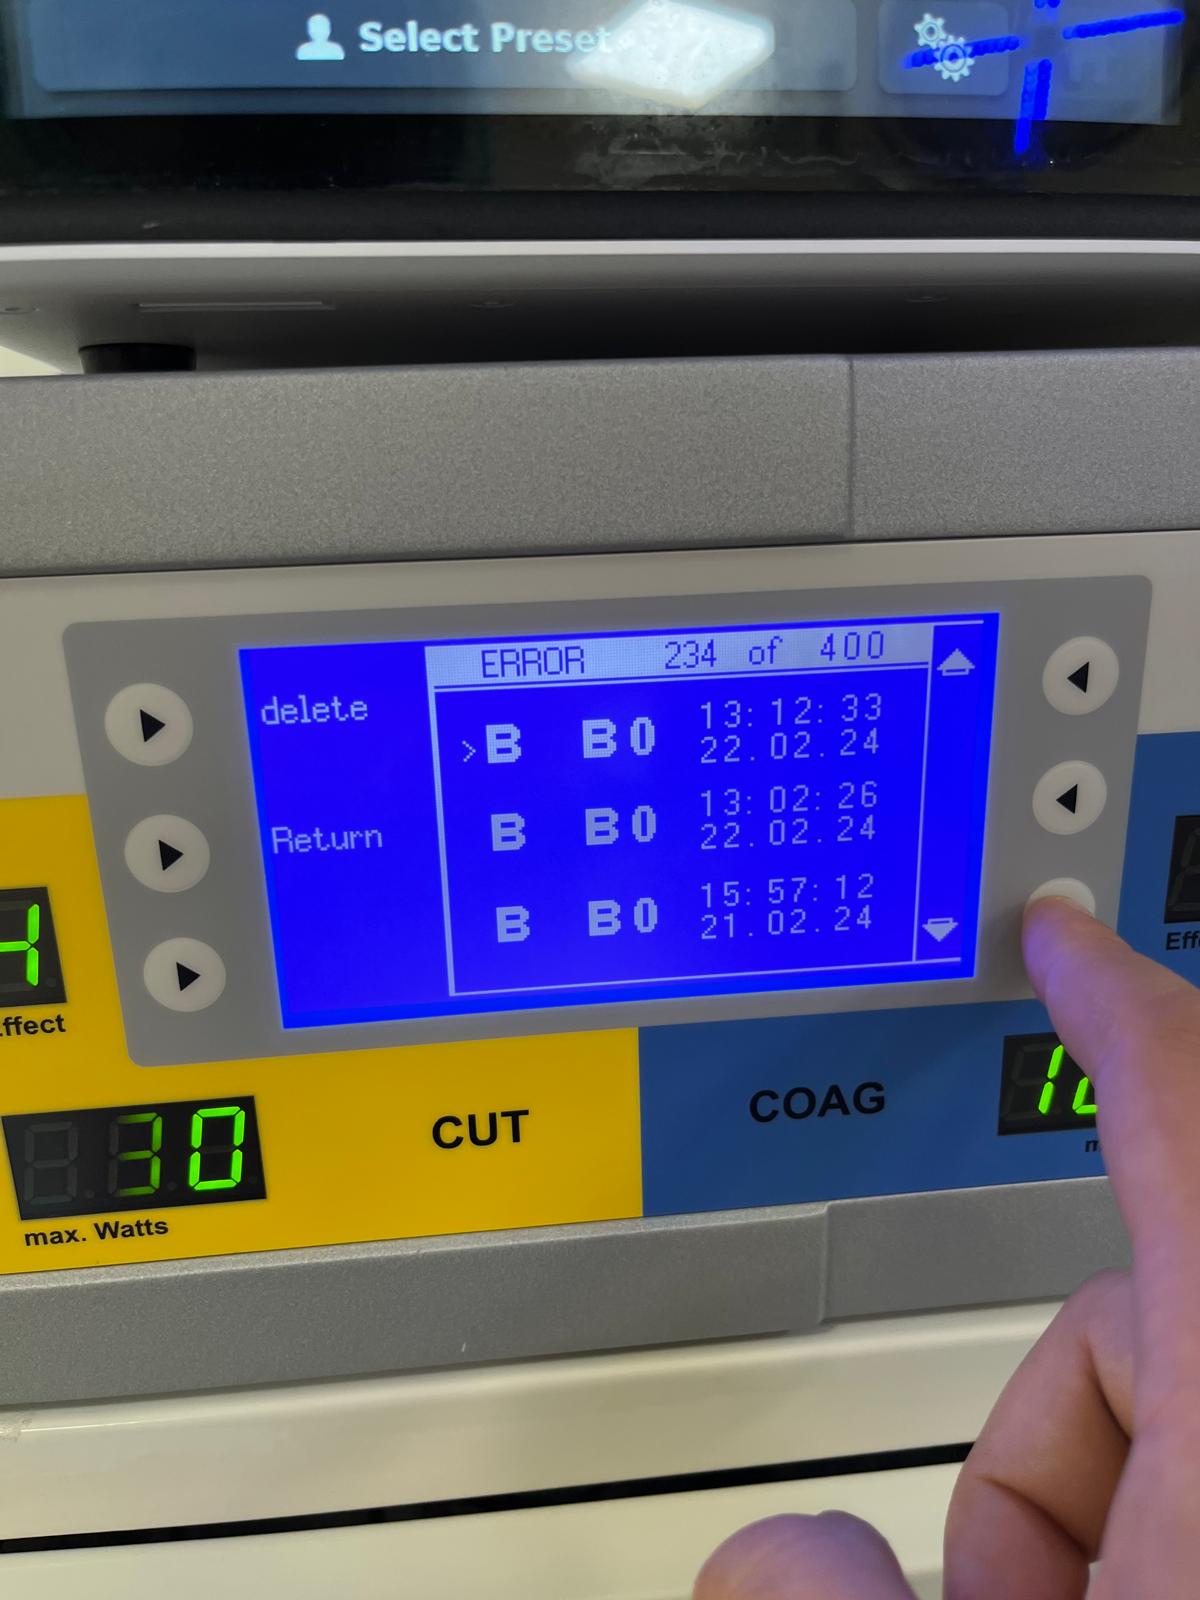 Select Preset
ERROR 234 of 400
delete
>B B0 13:12:33
22.02.24
Return
B B0 13:02:26
22.02.24
B B0 15:57:12
21.02.24
4
Effect
30
max. Watts
CUT
COAG